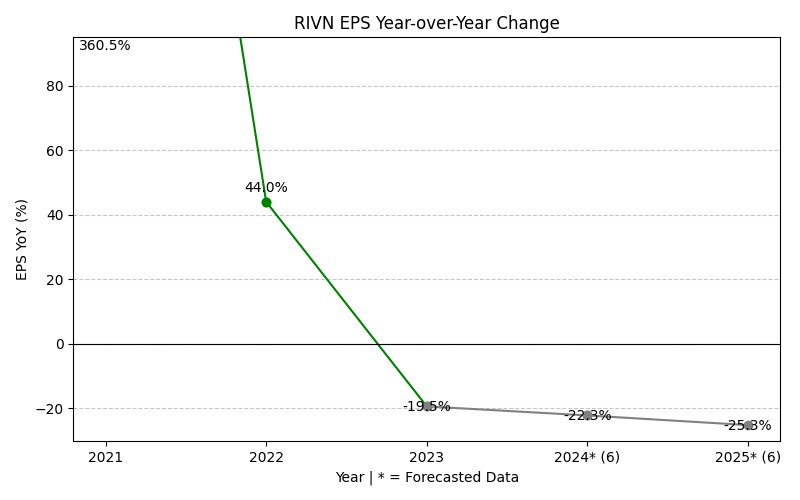 RIVN EPS Year-over-Year Change
360.5%
80
60
44.0%
40
20
0
-19.5%
-22.3%
-25.3%
−20
EPS YoY (%)
2021 2022 2023 2024* (6) 2025* (6)
Year | * = Forecasted Data